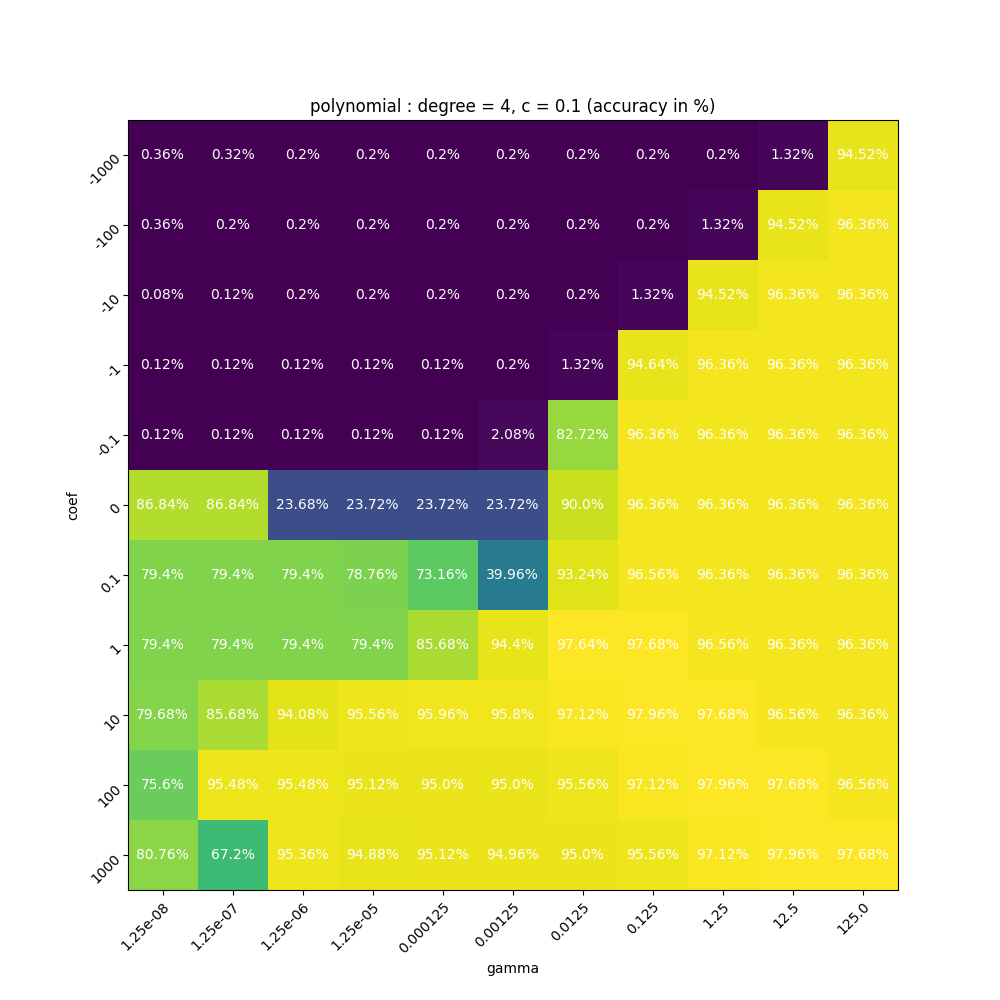 polynomial : degree = 4, c = 0.1 (accuracy in %)
-1000 0.36% 0.32% 0.2% 0.2% 0.2% 0.2% 0.2% 0.2% 0.2% 1.32% 94.52%
-100 0.36% 0.2% 0.2% 0.2% 0.2% 0.2% 0.2% 0.2% 1.32% 94.52% 96.36%
-10 0.08% 0.12% 0.2% 0.2% 0.2% 0.2% 0.2% 1.32% 94.52% 96.36% 96.36%
-1 0.12% 0.12% 0.12% 0.12% 0.12% 0.2% 1.32% 94.64% 96.36% 96.36% 96.36%
-0.1 0.12% 0.12% 0.12% 0.12% 0.12% 2.08% 82.72% 96.36% 96.36% 96.36% 96.36%
coef
0 86.84% 86.84% 23.68% 23.72% 23.72% 23.72% 90.0% 96.36% 96.36% 96.36% 96.36%
0.1 79.4% 79.4% 79.4% 78.76% 73.16% 39.96% 93.24% 96.56% 96.36% 96.36% 96.36%
1 79.4% 79.4% 79.4% 79.4% 85.68% 94.4% 97.64% 97.68% 96.56% 96.36% 96.36%
10 79.68% 85.68% 94.08% 95.56% 95.96% 95.8% 97.12% 97.96% 97.68% 96.56% 96.36%
100 75.6% 95.48% 95.48% 95.12% 95.0% 95.0% 95.56% 97.12% 97.96% 97.68% 96.56%
1000 80.76% 67.2% 95.36% 94.88% 95.12% 94.96% 95.0% 95.56% 97.12% 97.96% 97.68%
1.25e-08 1.25e-07 1.25e-06 1.25e-05 0.000125 0.00125 0.0125 0.125 1.25 12.5 125.0
gamma